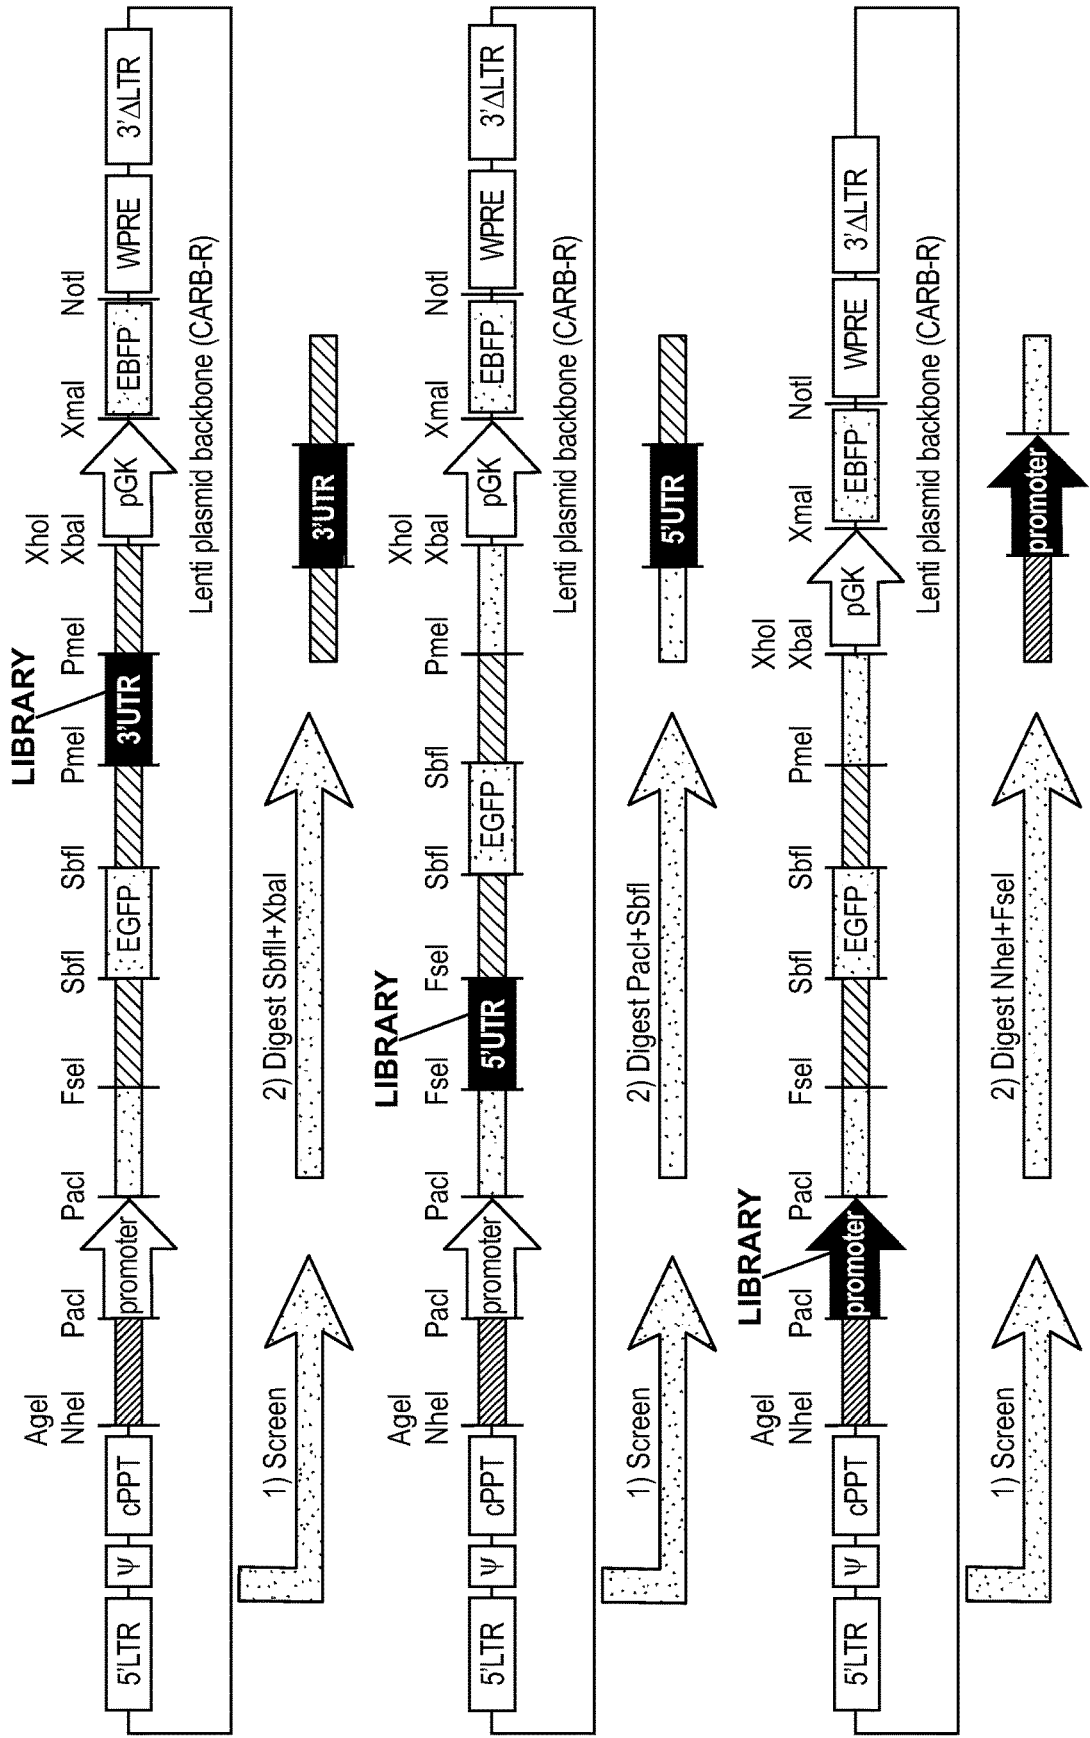 LIBRARY
AgeI XhoI
NheI PacI PacI FseI SbfI SbfI PmeI PmeI XbaI XmaI NotI
5'LTR Ψ cPPT promoter EGFP 3'UTR pGK EBFP WPRE 3'ΔLTR
Lenti plasmid backbone (CARB-R)
1) Screen
2) Digest SbfII+XbaI
3'UTR
LIBRARY
AgeI XhoI
NheI PacI PacI FseI FseI SbfI SbfI PmeI XbaI XmaI NotI
5'LTR Ψ cPPT promoter 5'UTR EGFP pGK EBFP WPRE 3'ΔLTR
Lenti plasmid backbone (CARB-R)
1) Screen
2) Digest PacI+SbfI
5'UTR
LIBRARY
AgeI XhoI
NheI PacI PacI FseI SbfI SbfI PmeI XbaI XmaI NotI
5'LTR Ψ cPPT promoter EGFP pGK EBFP WPRE 3'ΔLTR
Lenti plasmid backbone (CARB-R)
1) Screen
2) Digest NheI+FseI
promoter